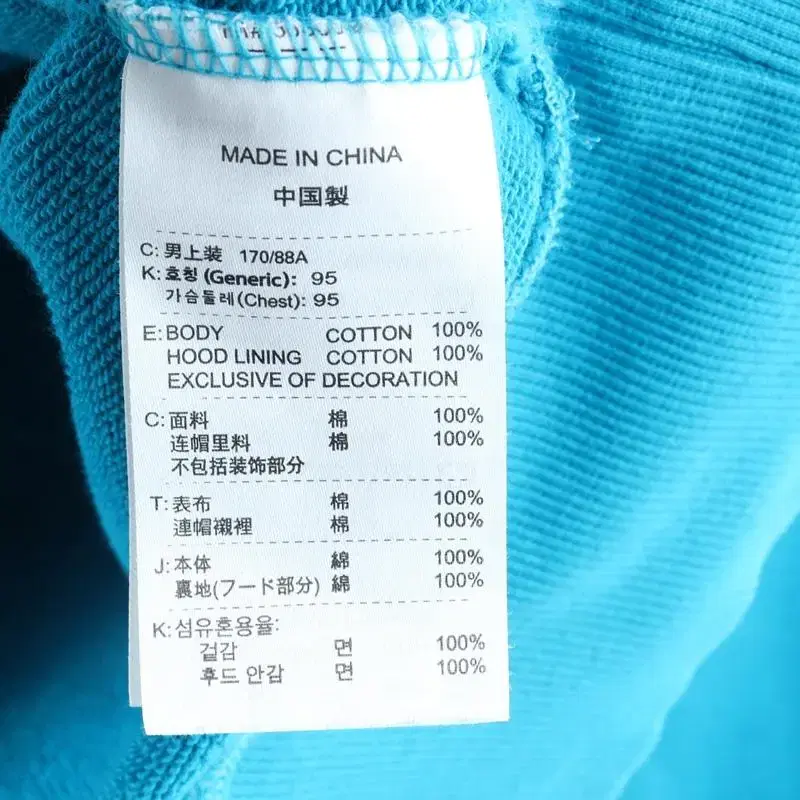 MADE IN CHINA
中国製
C: 男上装 170/88A
K: 호칭 (Generic): 95
가슴둘레(Chest): 95
E: BODY COTTON 100%
HOOD LINING COTTON 100%
EXCLUSIVE OF DECORATION
C: 面料 棉 100%
连帽里料 棉 100%
不包括装饰部分
T: 表布 棉 100%
連帽襯裡 棉 100%
J: 本体 綿 100%
裏地(フード部分) 綿 100%
K: 섬유혼용율:
겉감 면 100%
후드 안감 면 100%